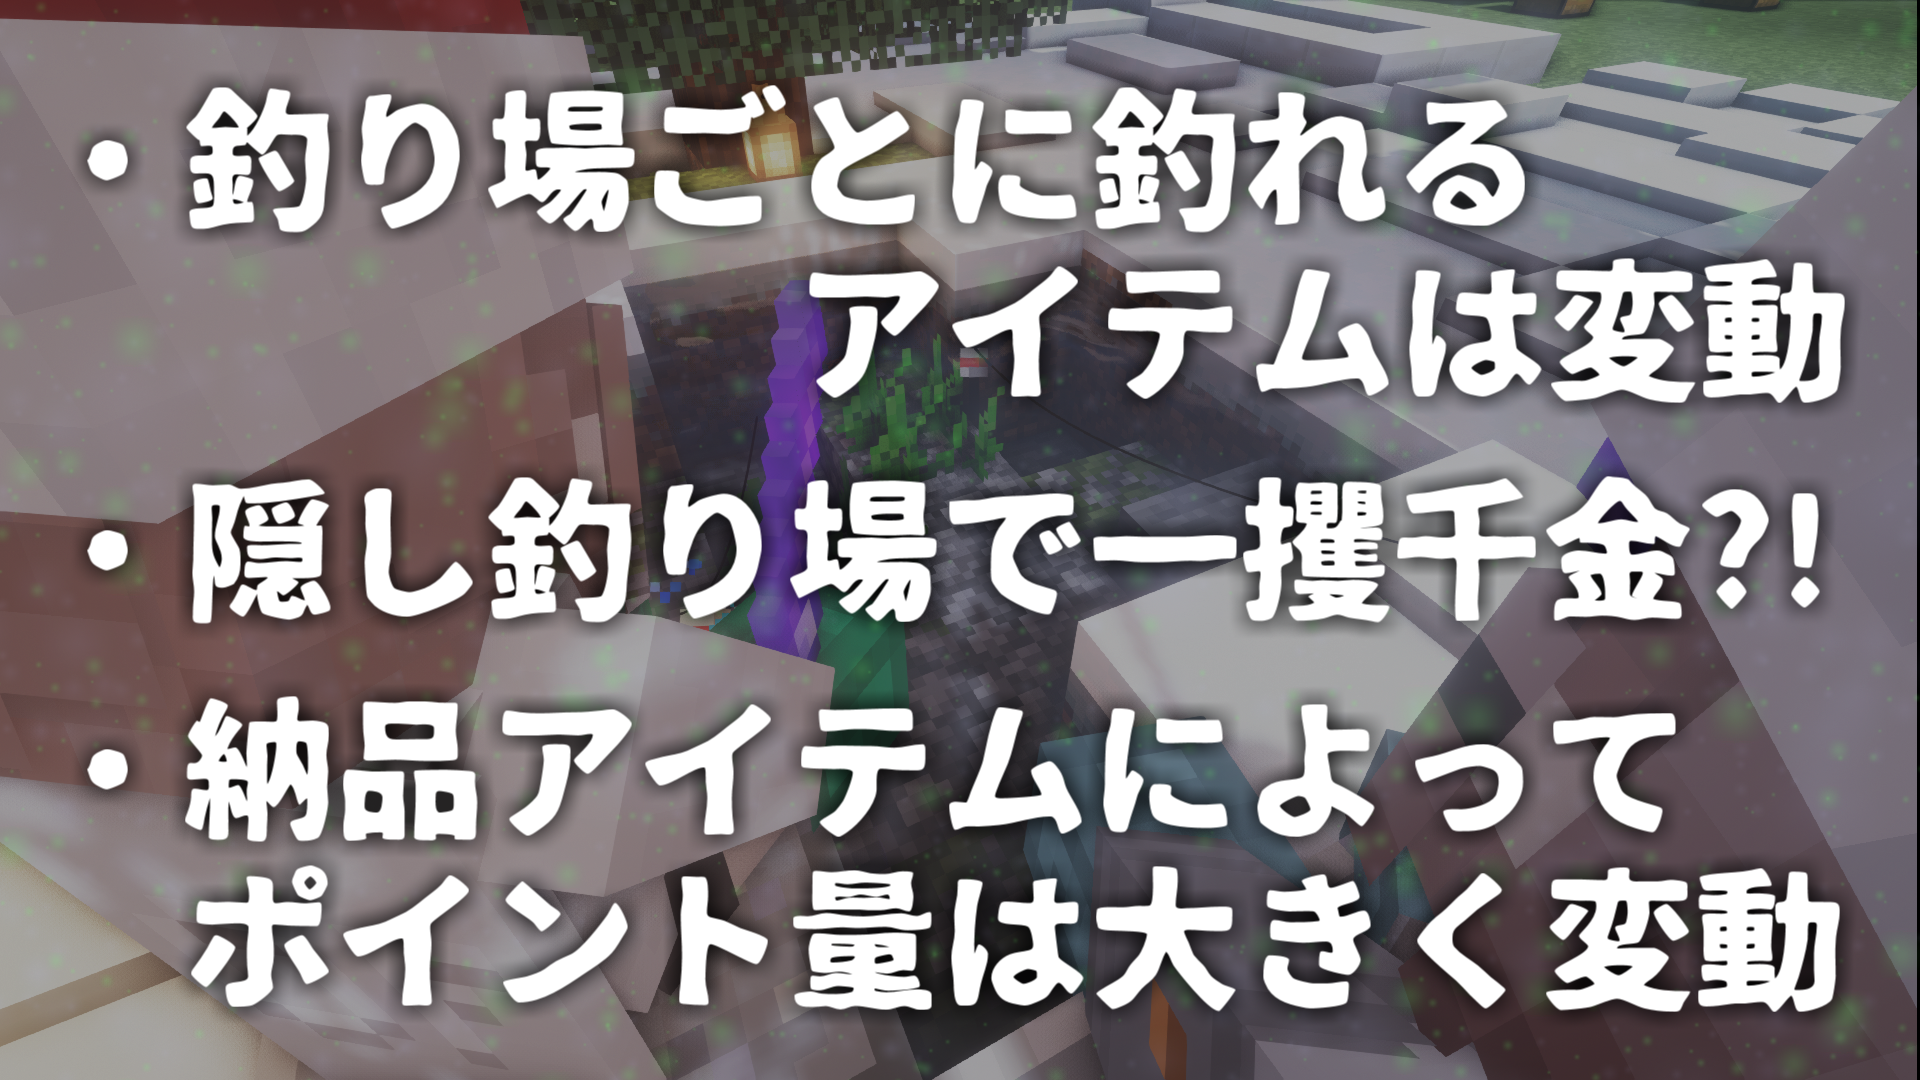 ・釣り場ごとに釣れる
アイテムは変動
・隠し釣り場で一攫千金?!
・納品アイテムによって
ポイント量は大きく変動